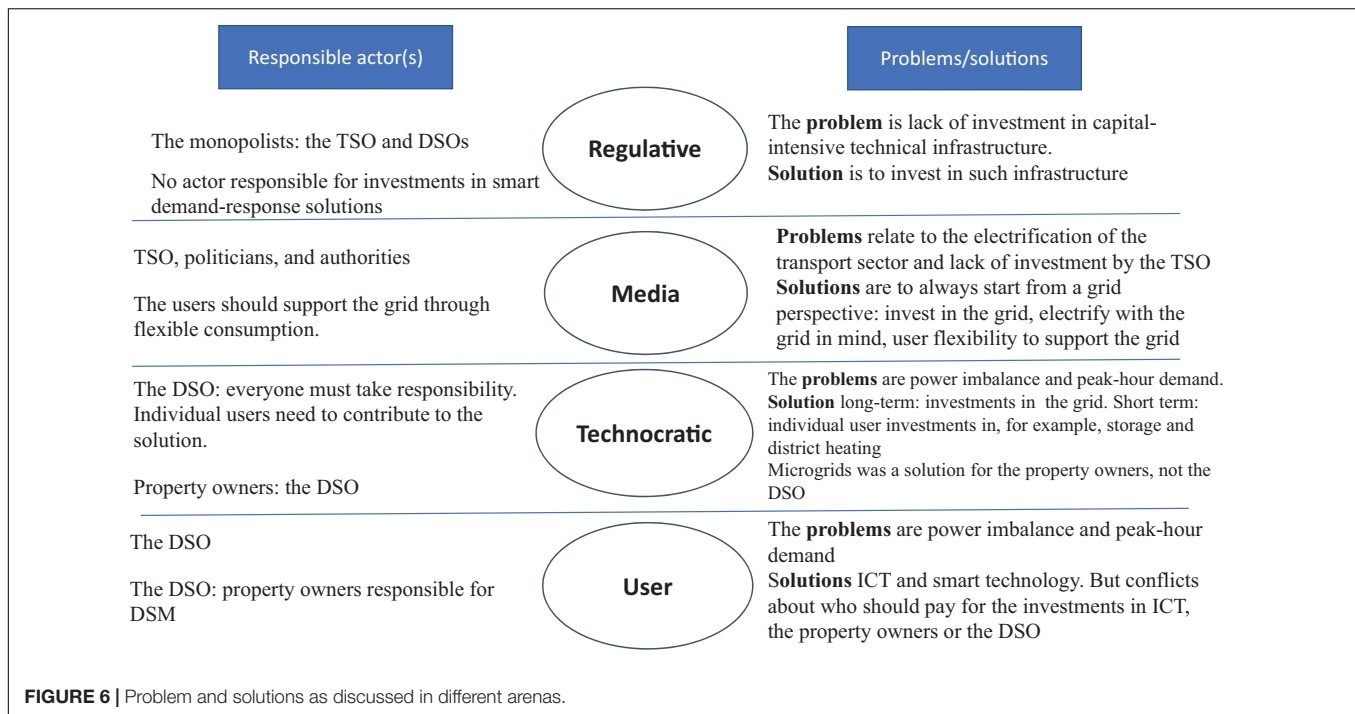 Responsible actor(s)
Problems/solutions
The monopolists: the TSO and DSOs
No actor responsible for investments in smart
demand-response solutions
Regulative
The problem is lack of investment in capital-
intensive technical infrastructure.
Solution is to invest in such infrastructure
TSO, politicians, and authorities
The users should support the grid through
flexible consumption.
Media
Problems relate to the electrification of the
transport sector and lack of investment by the TSO
Solutions are to always start from a grid
perspective: invest in the grid, electrify with the
grid in mind, user flexibility to support the grid
The DSO: everyone must take responsibility.
Individual users need to contribute to the
solution.
Property owners: the DSO
Technocratic
The problems are power imbalance and peak-hour demand.
Solution long-term: investments in the grid. Short term:
individual user investments in, for example, storage and
district heating
Microgrids was a solution for the property owners, not the
DSO
The DSO
The DSO: property owners responsible for
DSM
User
The problems are power imbalance and peak-hour
demand
Solutions ICT and smart technology. But conflicts
about who should pay for the investments in ICT,
the property owners or the DSO
FIGURE 6 | Problem and solutions as discussed in different arenas.